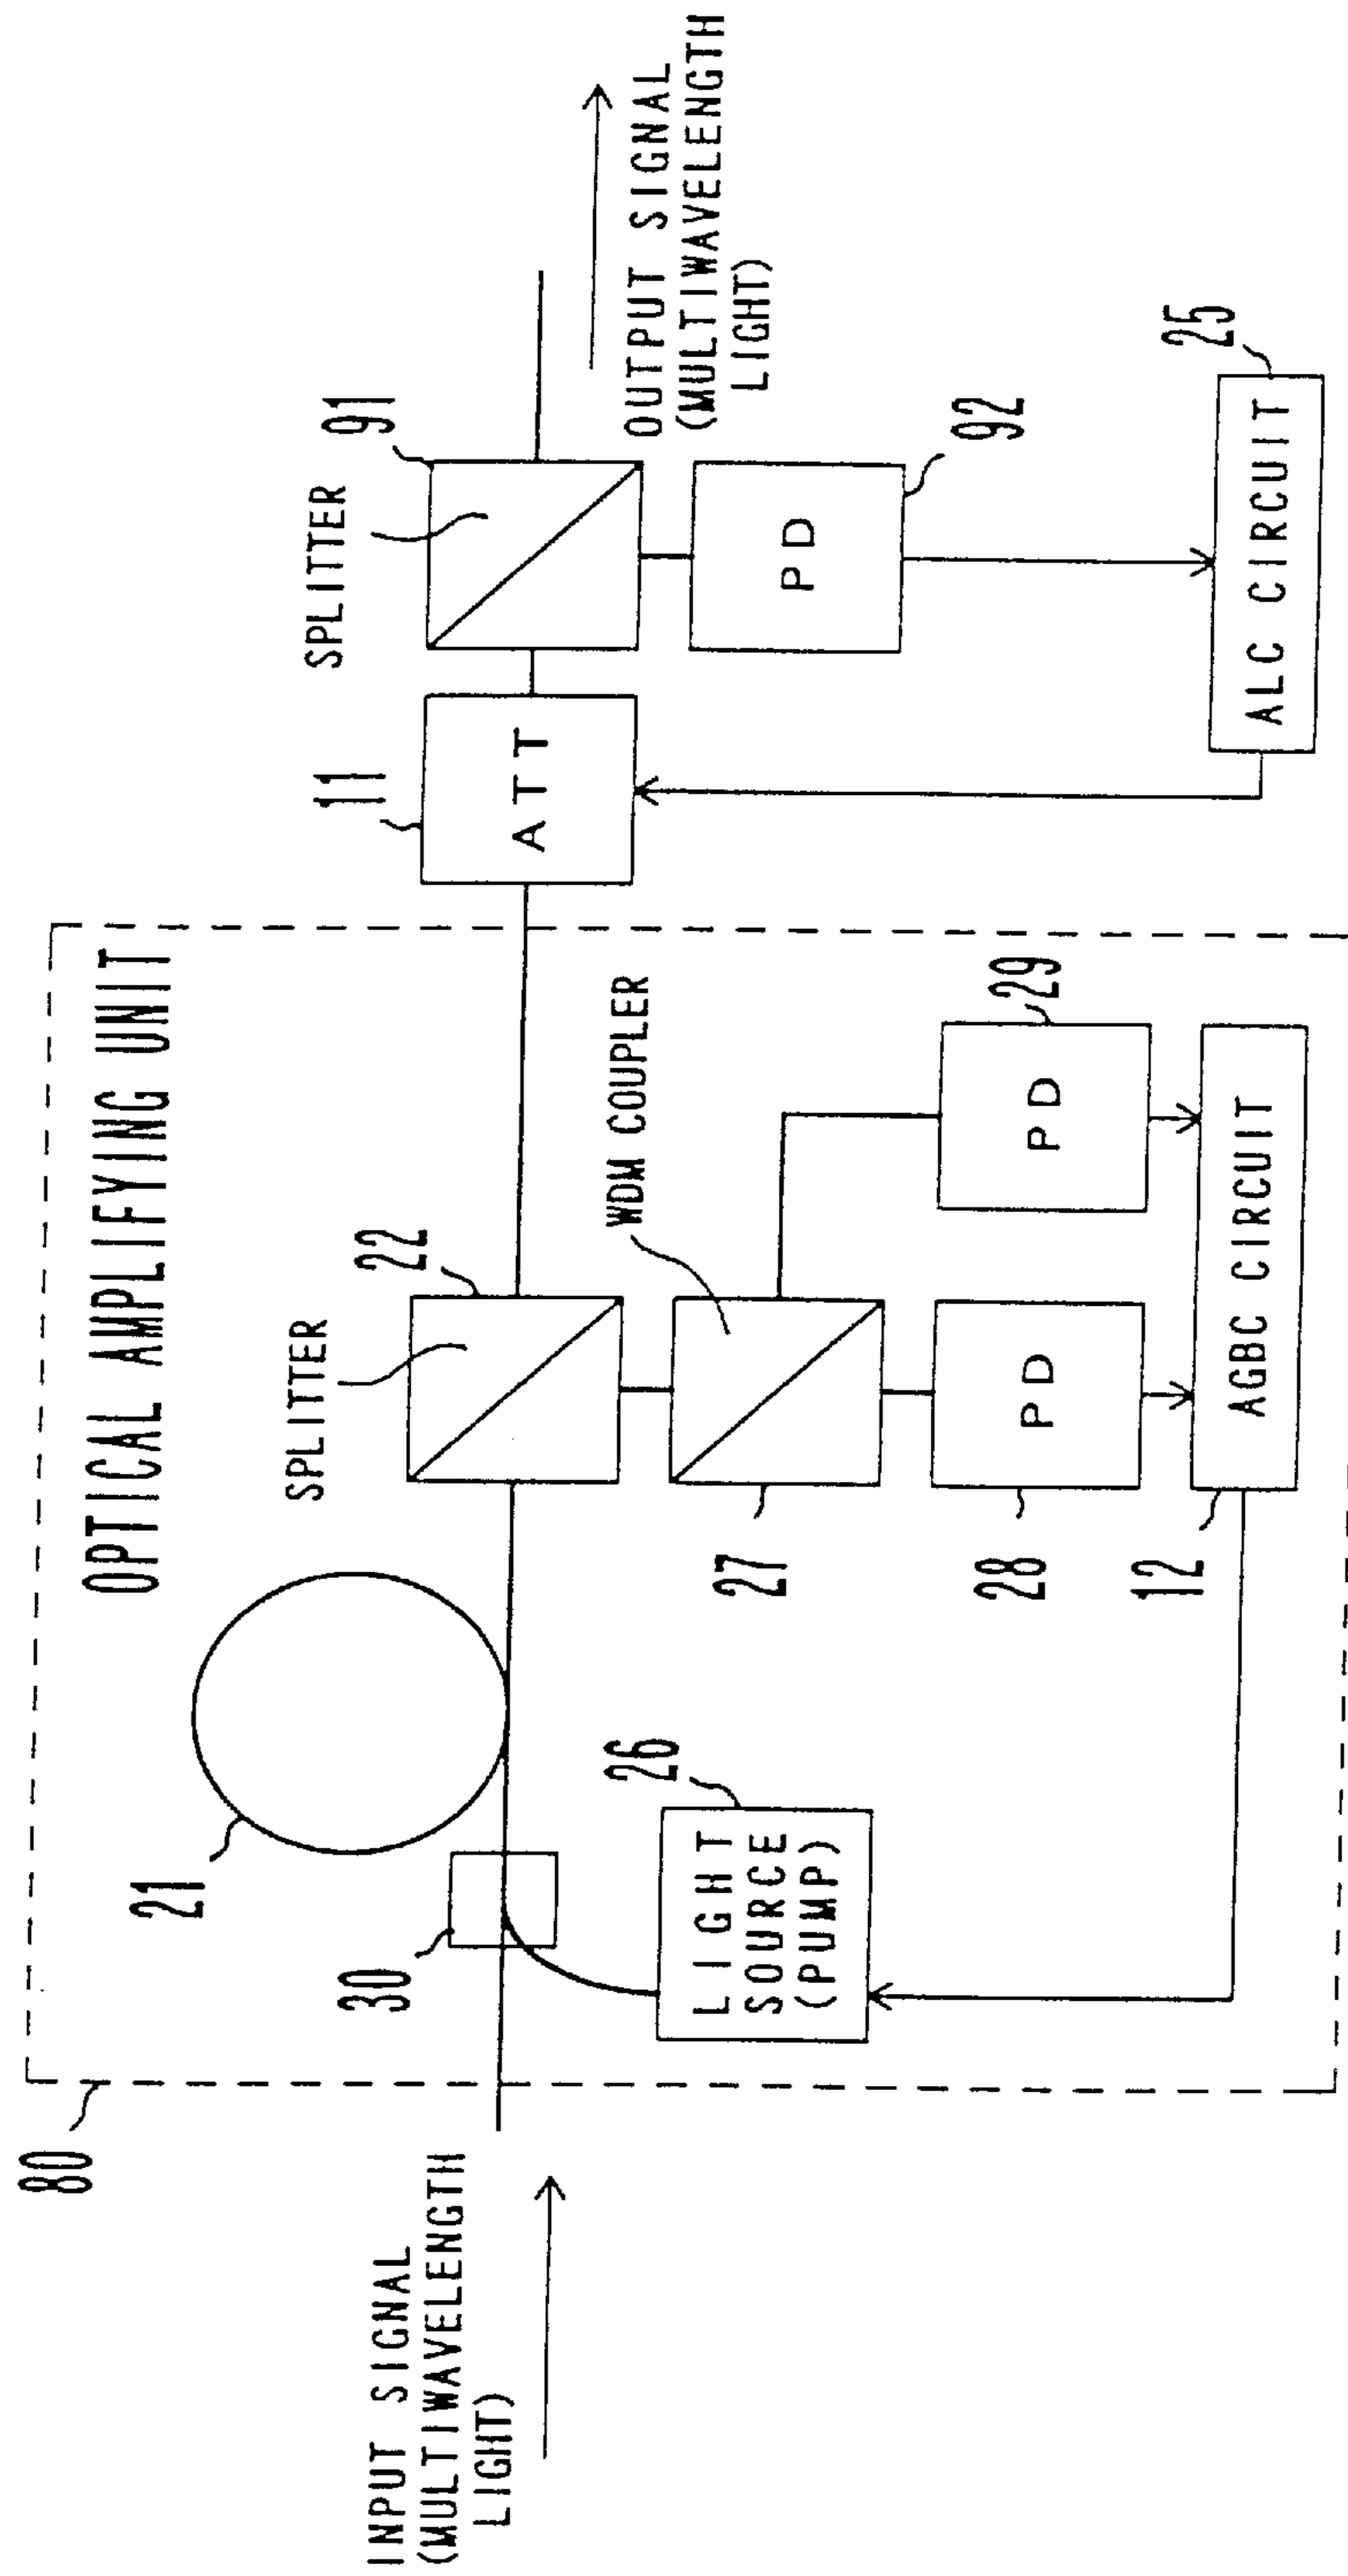 80
OPTICAL AMPLIFYING UNIT
INPUT SIGNAL
(MULTIWAVELENGTH
LIGHT)
21
30
26
LIGHT
SOURCE
(PUMP)
SPLITTER
22
WDM COUPLER
27
28
PD
29
PD
12
AGBC CIRCUIT
11
ATT
SPLITTER
91
92
PD
25
ALC CIRCUIT
OUTPUT SIGNAL
(MULTIWAVELENGTH
LIGHT)